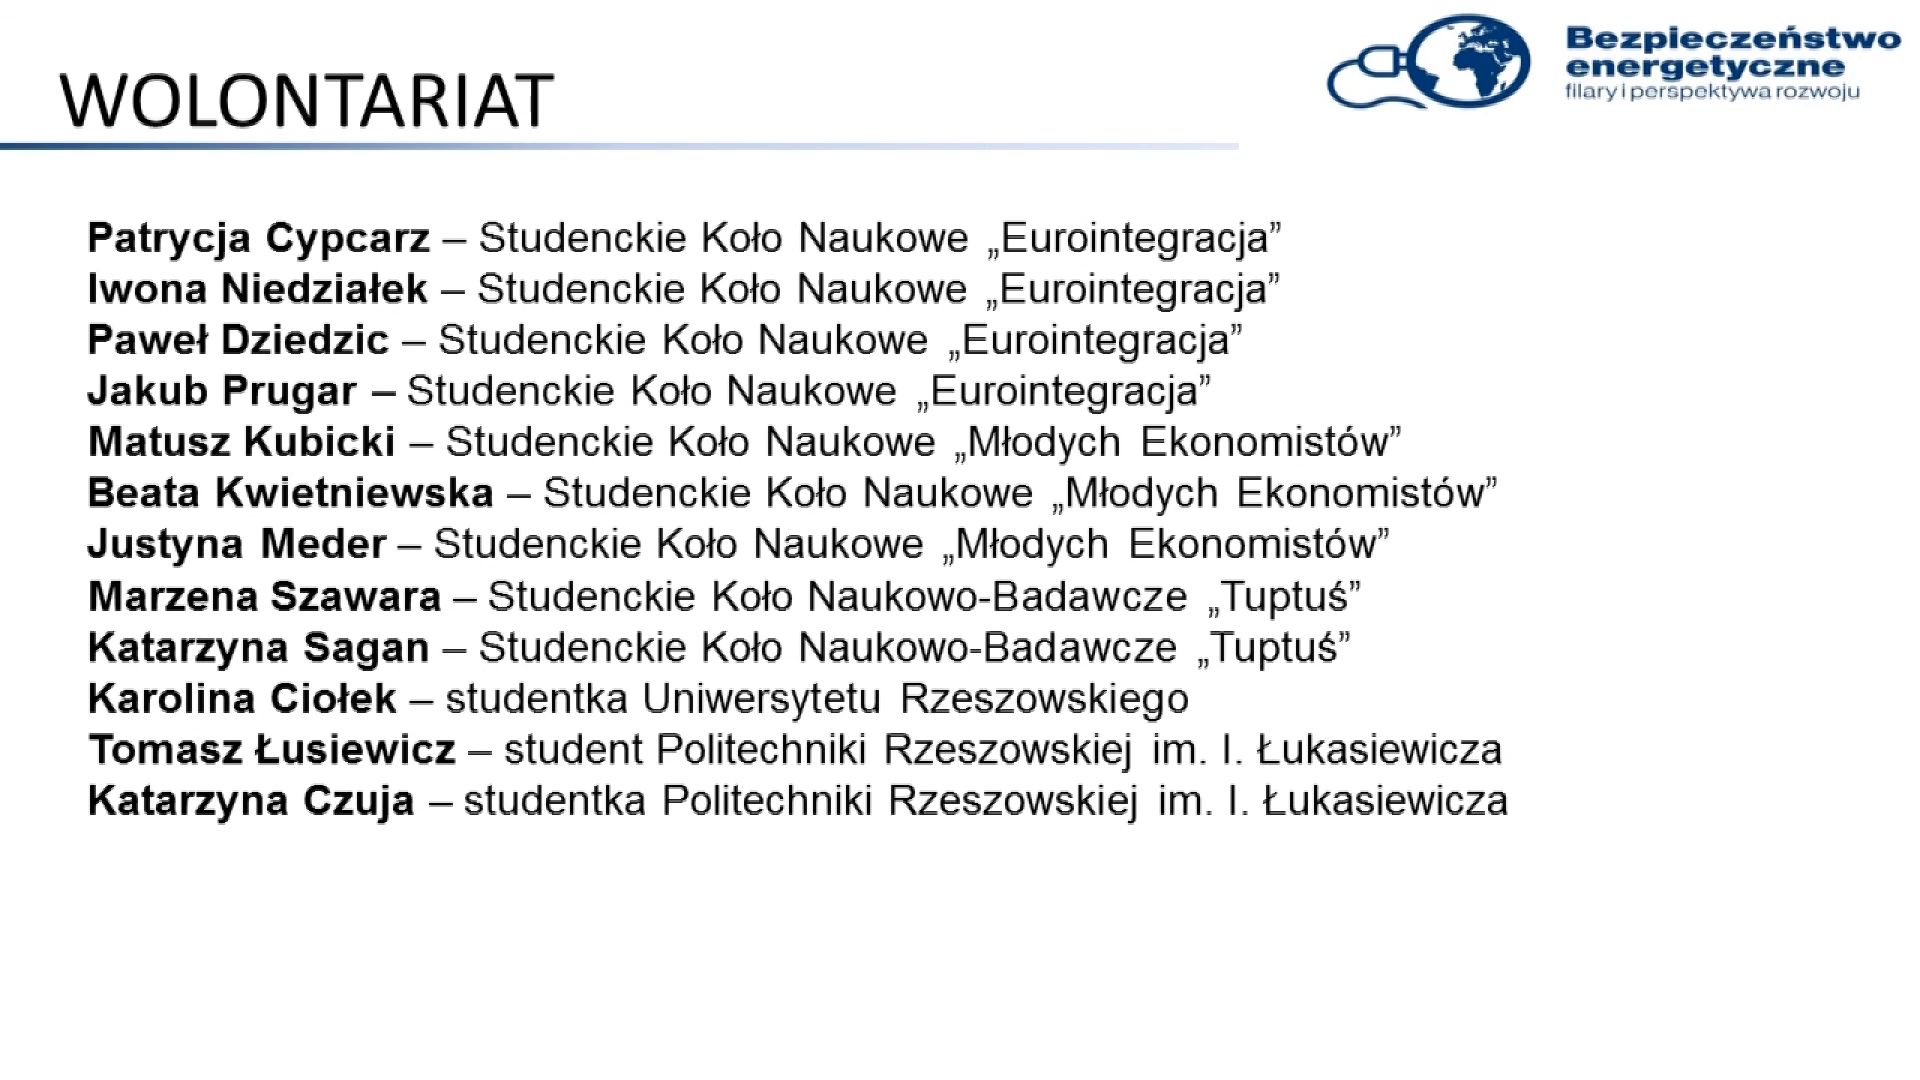 WOLONTARIAT
Bezpieczeństwo
energetyczne
filary i perspektywa rozwoju
Patrycja Cypcarz – Studenckie Koło Naukowe „Eurointegracja”
Iwona Niedziałek – Studenckie Koło Naukowe „Eurointegracja”
Paweł Dziedzic – Studenckie Koło Naukowe „Eurointegracja”
Jakub Prugar – Studenckie Koło Naukowe „Eurointegracja”
Matusz Kubicki – Studenckie Koło Naukowe „Młodych Ekonomistów”
Beata Kwietniewska – Studenckie Koło Naukowe „Młodych Ekonomistów”
Justyna Meder – Studenckie Koło Naukowe „Młodych Ekonomistów”
Marzena Szawara – Studenckie Koło Naukowo-Badawcze „Tuptuś”
Katarzyna Sagan – Studenckie Koło Naukowo-Badawcze „Tuptuś”
Karolina Ciołek – studentka Uniwersytetu Rzeszowskiego
Tomasz Łusiewicz – student Politechniki Rzeszowskiej im. I. Łukasiewicza
Katarzyna Czuja – studentka Politechniki Rzeszowskiej im. I. Łukasiewicza